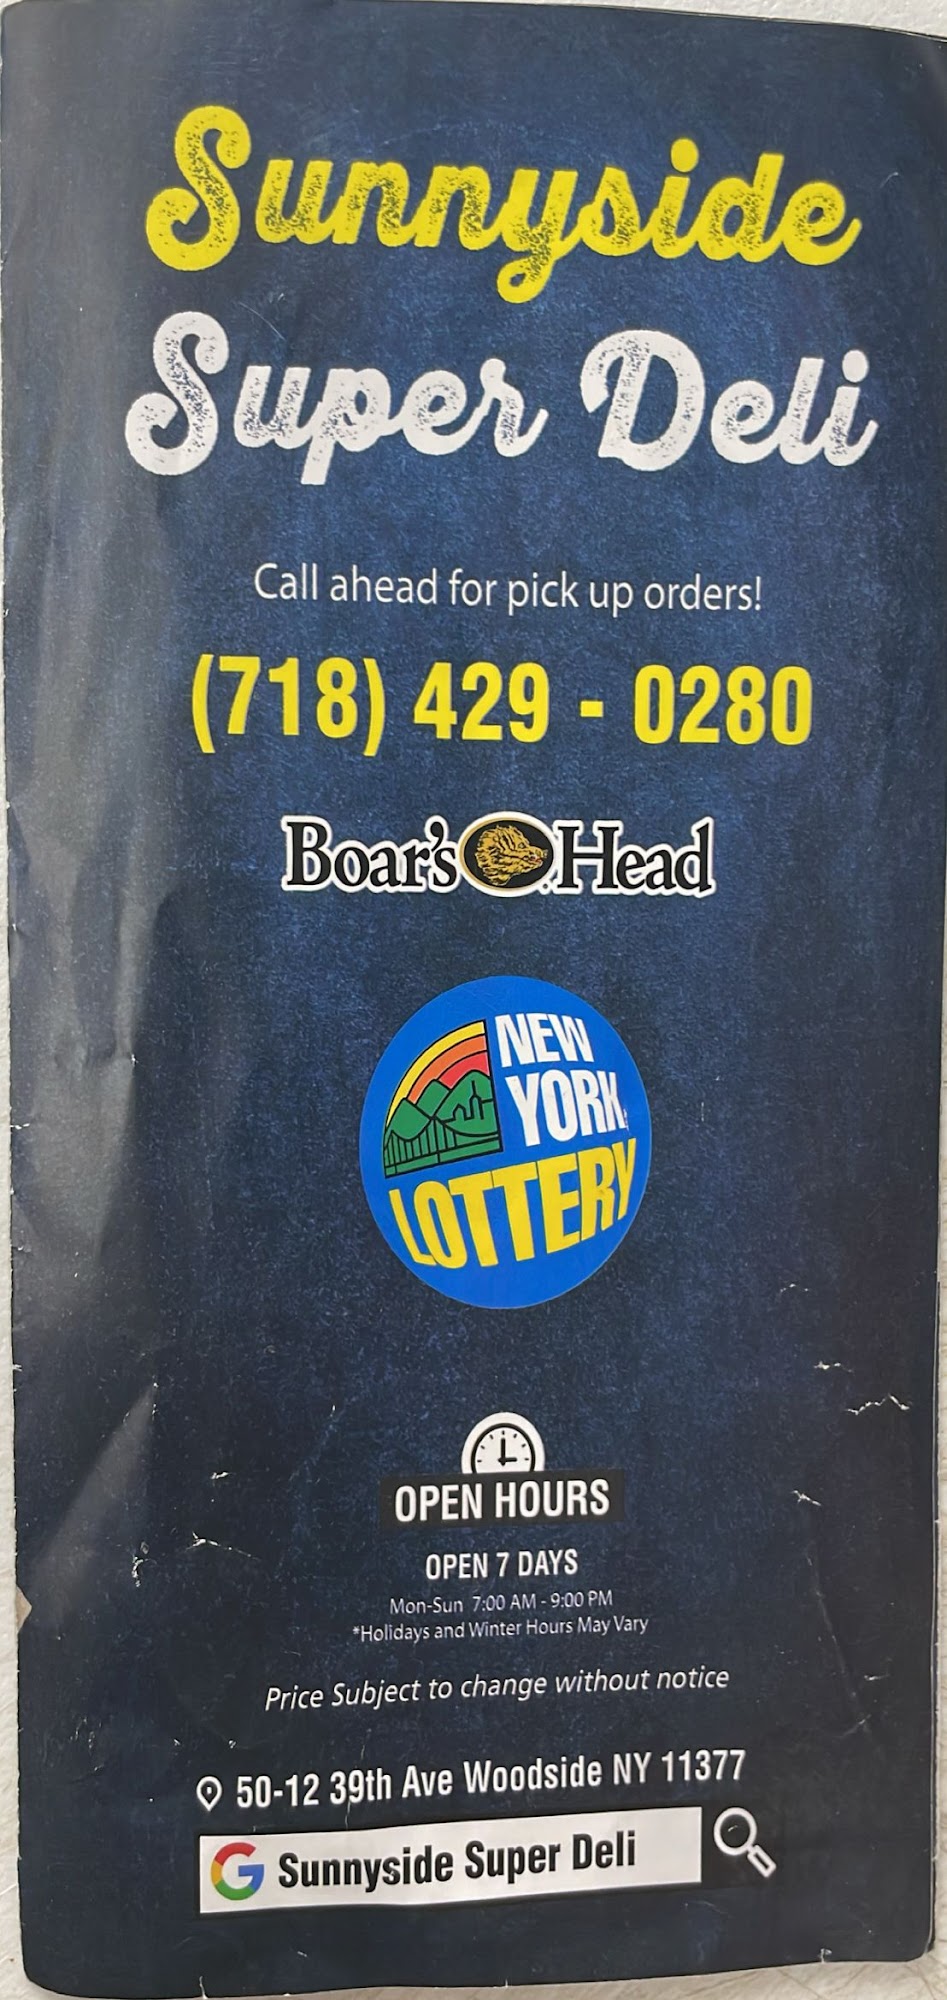 Sunnyside
Super Deli
Call ahead for pick up orders!
(718) 429 - 0280
Boar's Head
NEW
YORK
LOTTERY
OPEN HOURS
OPEN 7 DAYS
Mon-Sun 7:00 AM - 9:00 PM
*Holidays and Winter Hours May Vary
Price Subject to change without notice
50-12 39th Ave Woodside NY 11377
G Sunnyside Super Deli